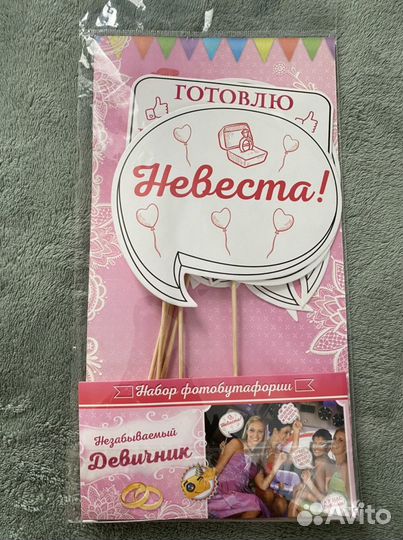 ГОТОВЛЮ
Невеста!
Набор фотобутафории
Незабываемый
Девичник
Avito